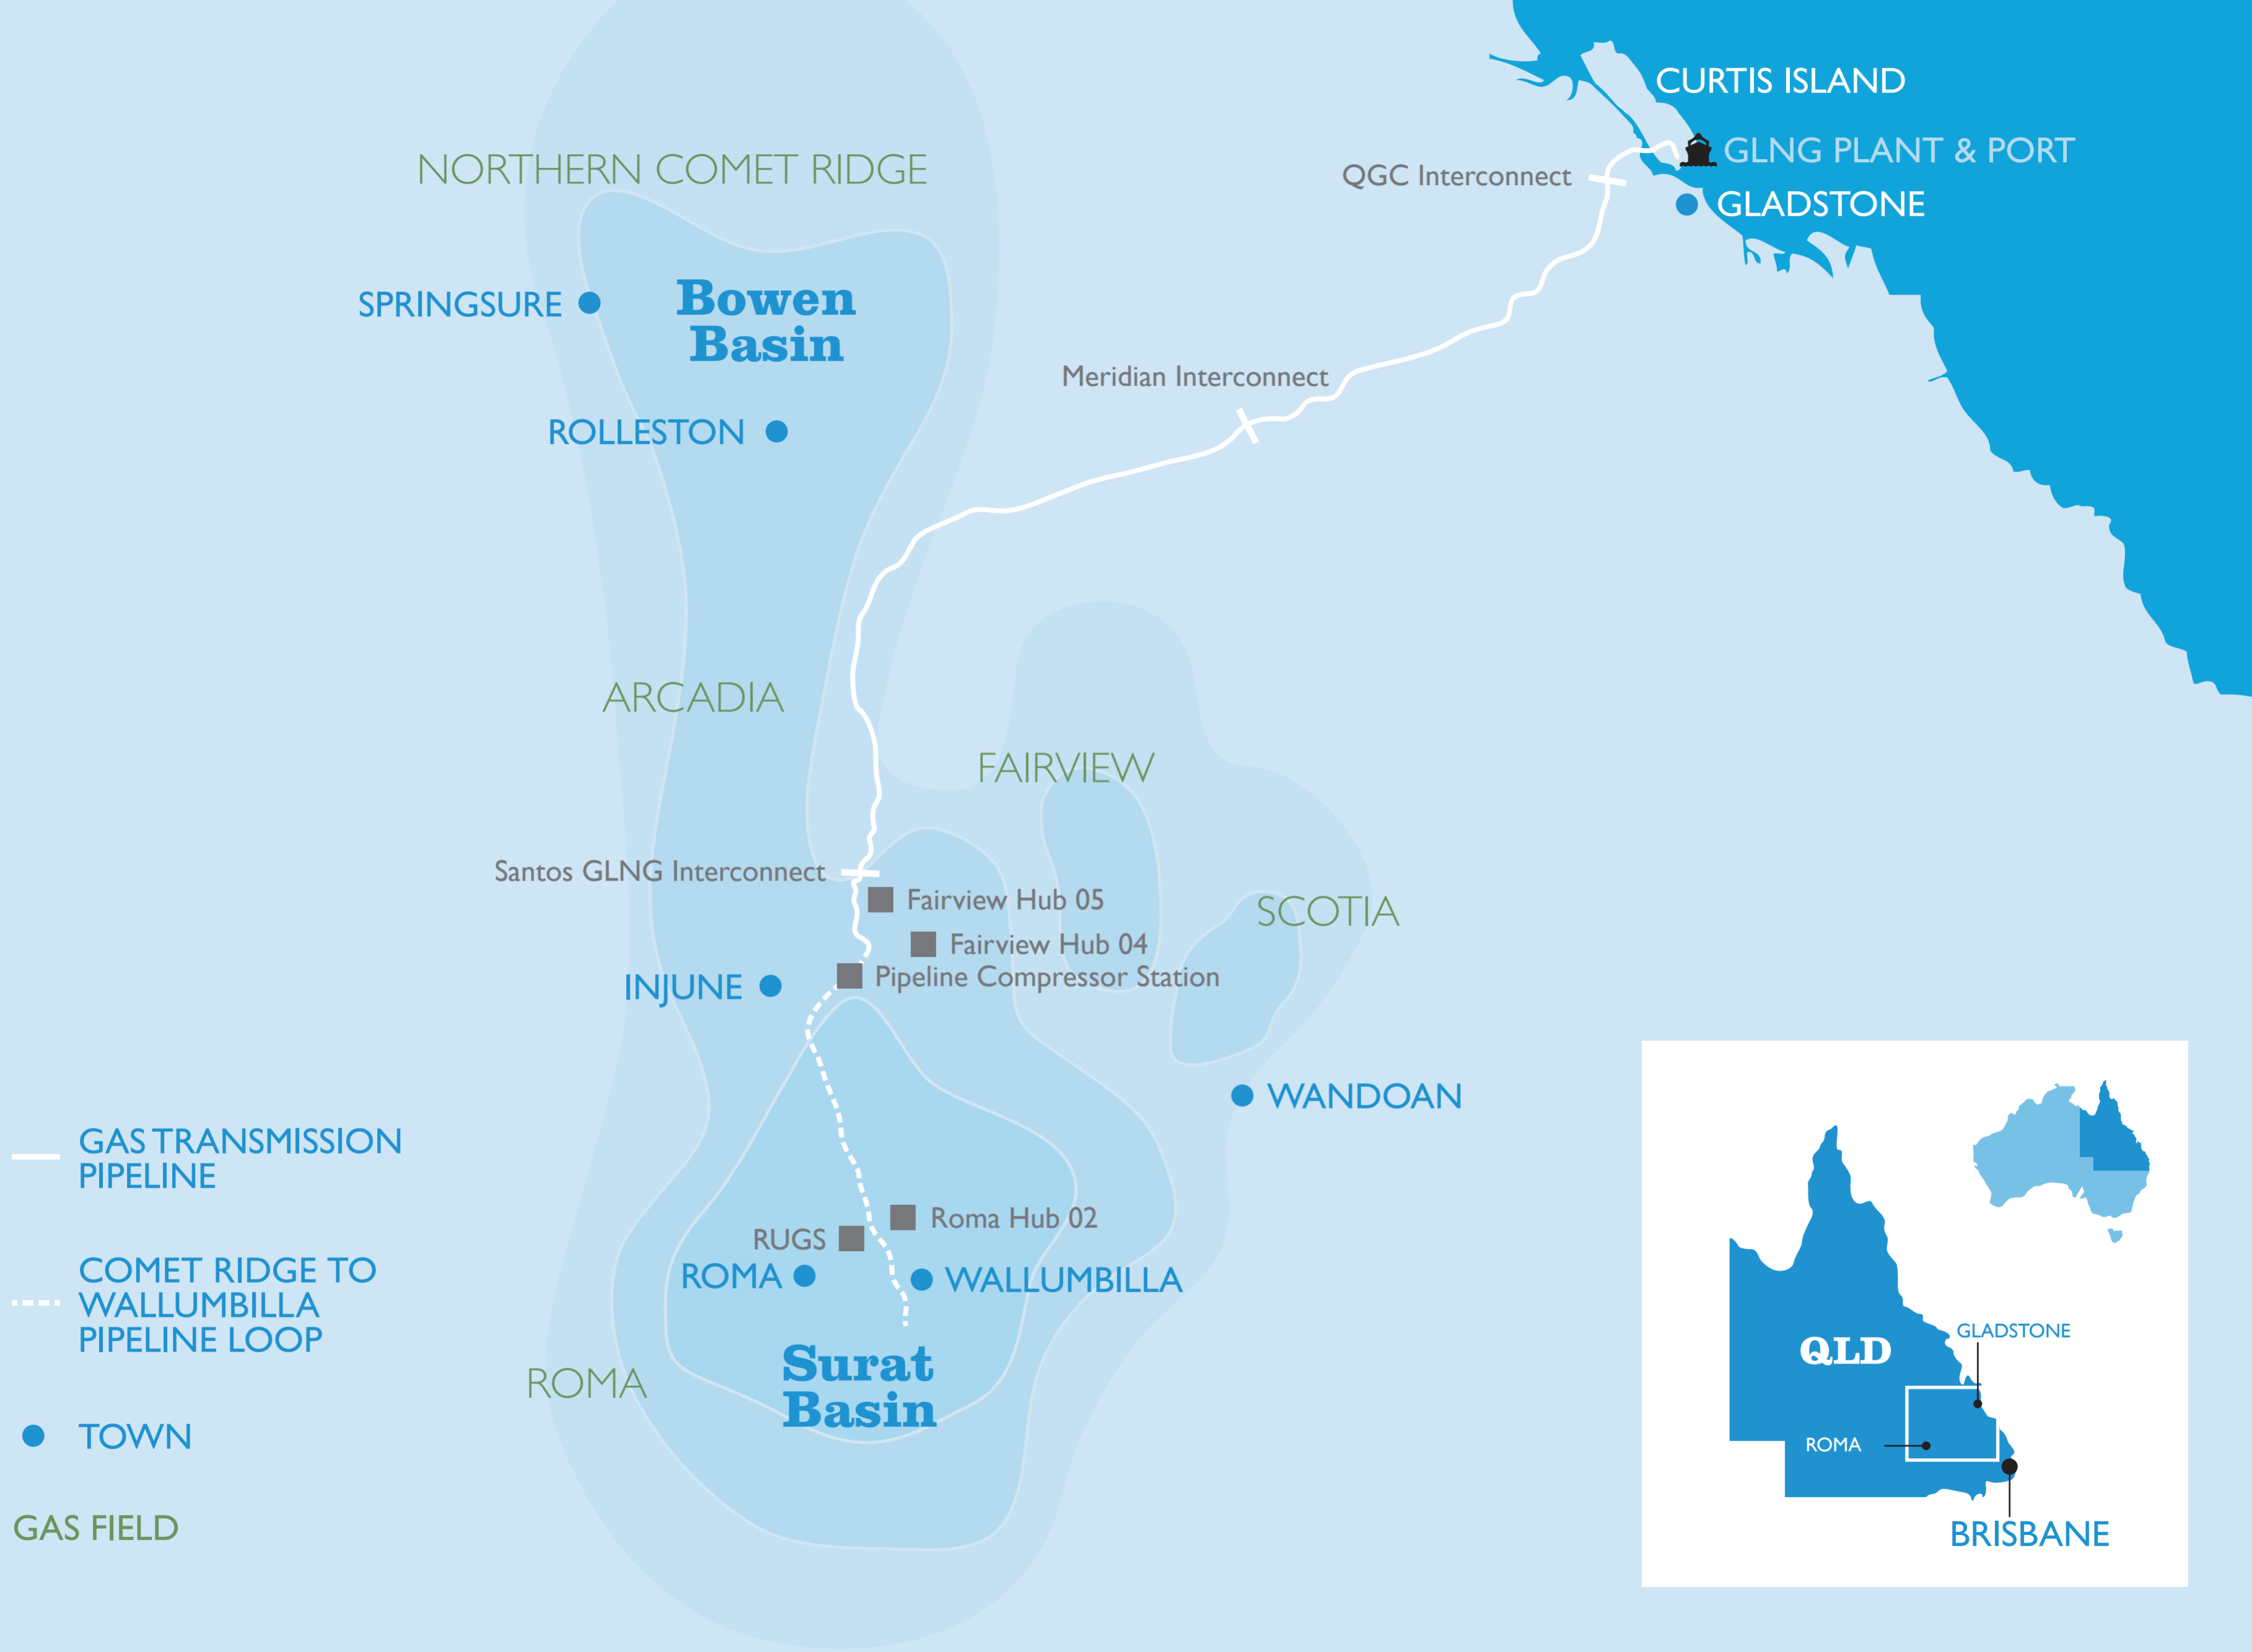 CURTIS ISLAND
GLNG PLANT & PORT
QGC Interconnect
GLADSTONE
NORTHERN COMET RIDGE
SPRINGSURE
Bowen
Basin
Meridian Interconnect
ROLLESTON
ARCADIA
FAIRVIEW
Santos GLNG Interconnect
Fairview Hub 05
SCOTIA
Fairview Hub 04
Pipeline Compressor Station
INJUNE
WANDOAN
Roma Hub 02
RUGS
ROMA
WALLUMBILLA
Surat
Basin
ROMA
GAS TRANSMISSION
PIPELINE
COMET RIDGE TO
WALLUMBILLA
PIPELINE LOOP
TOWN
GAS FIELD
GLADSTONE
QLD
ROMA
BRISBANE